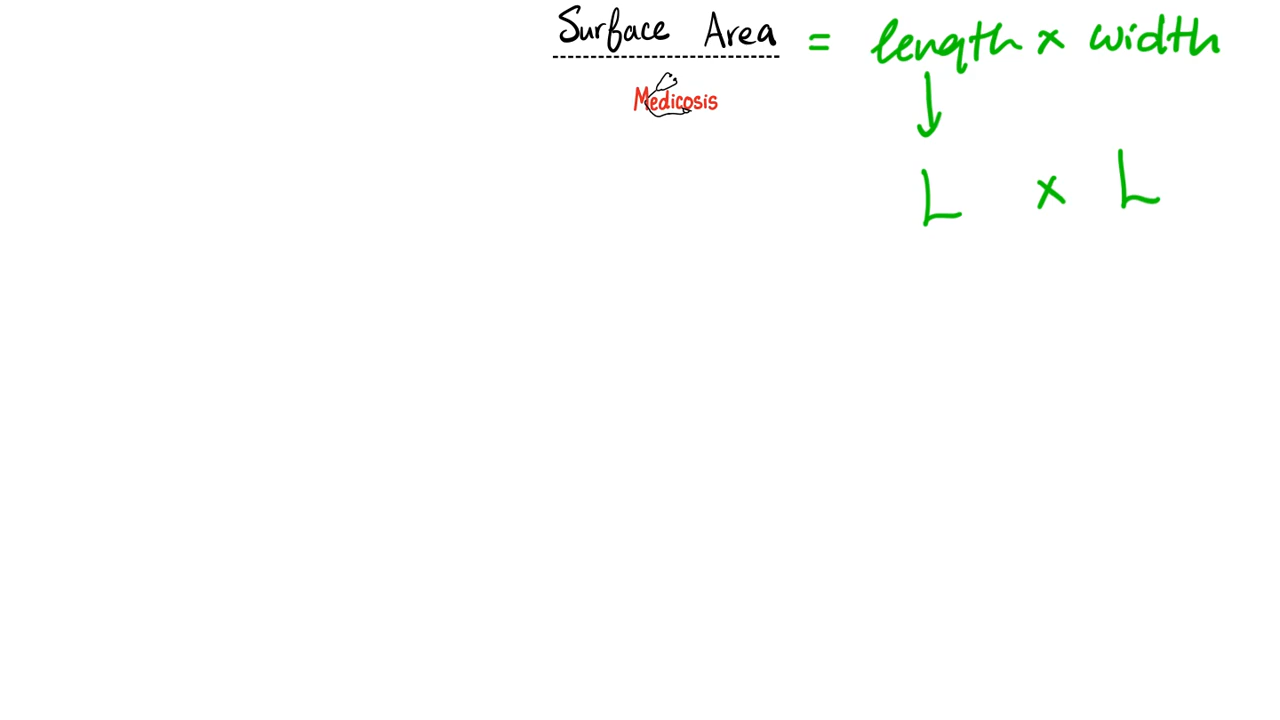 Surface Area = length x width
Medicosis
L x L